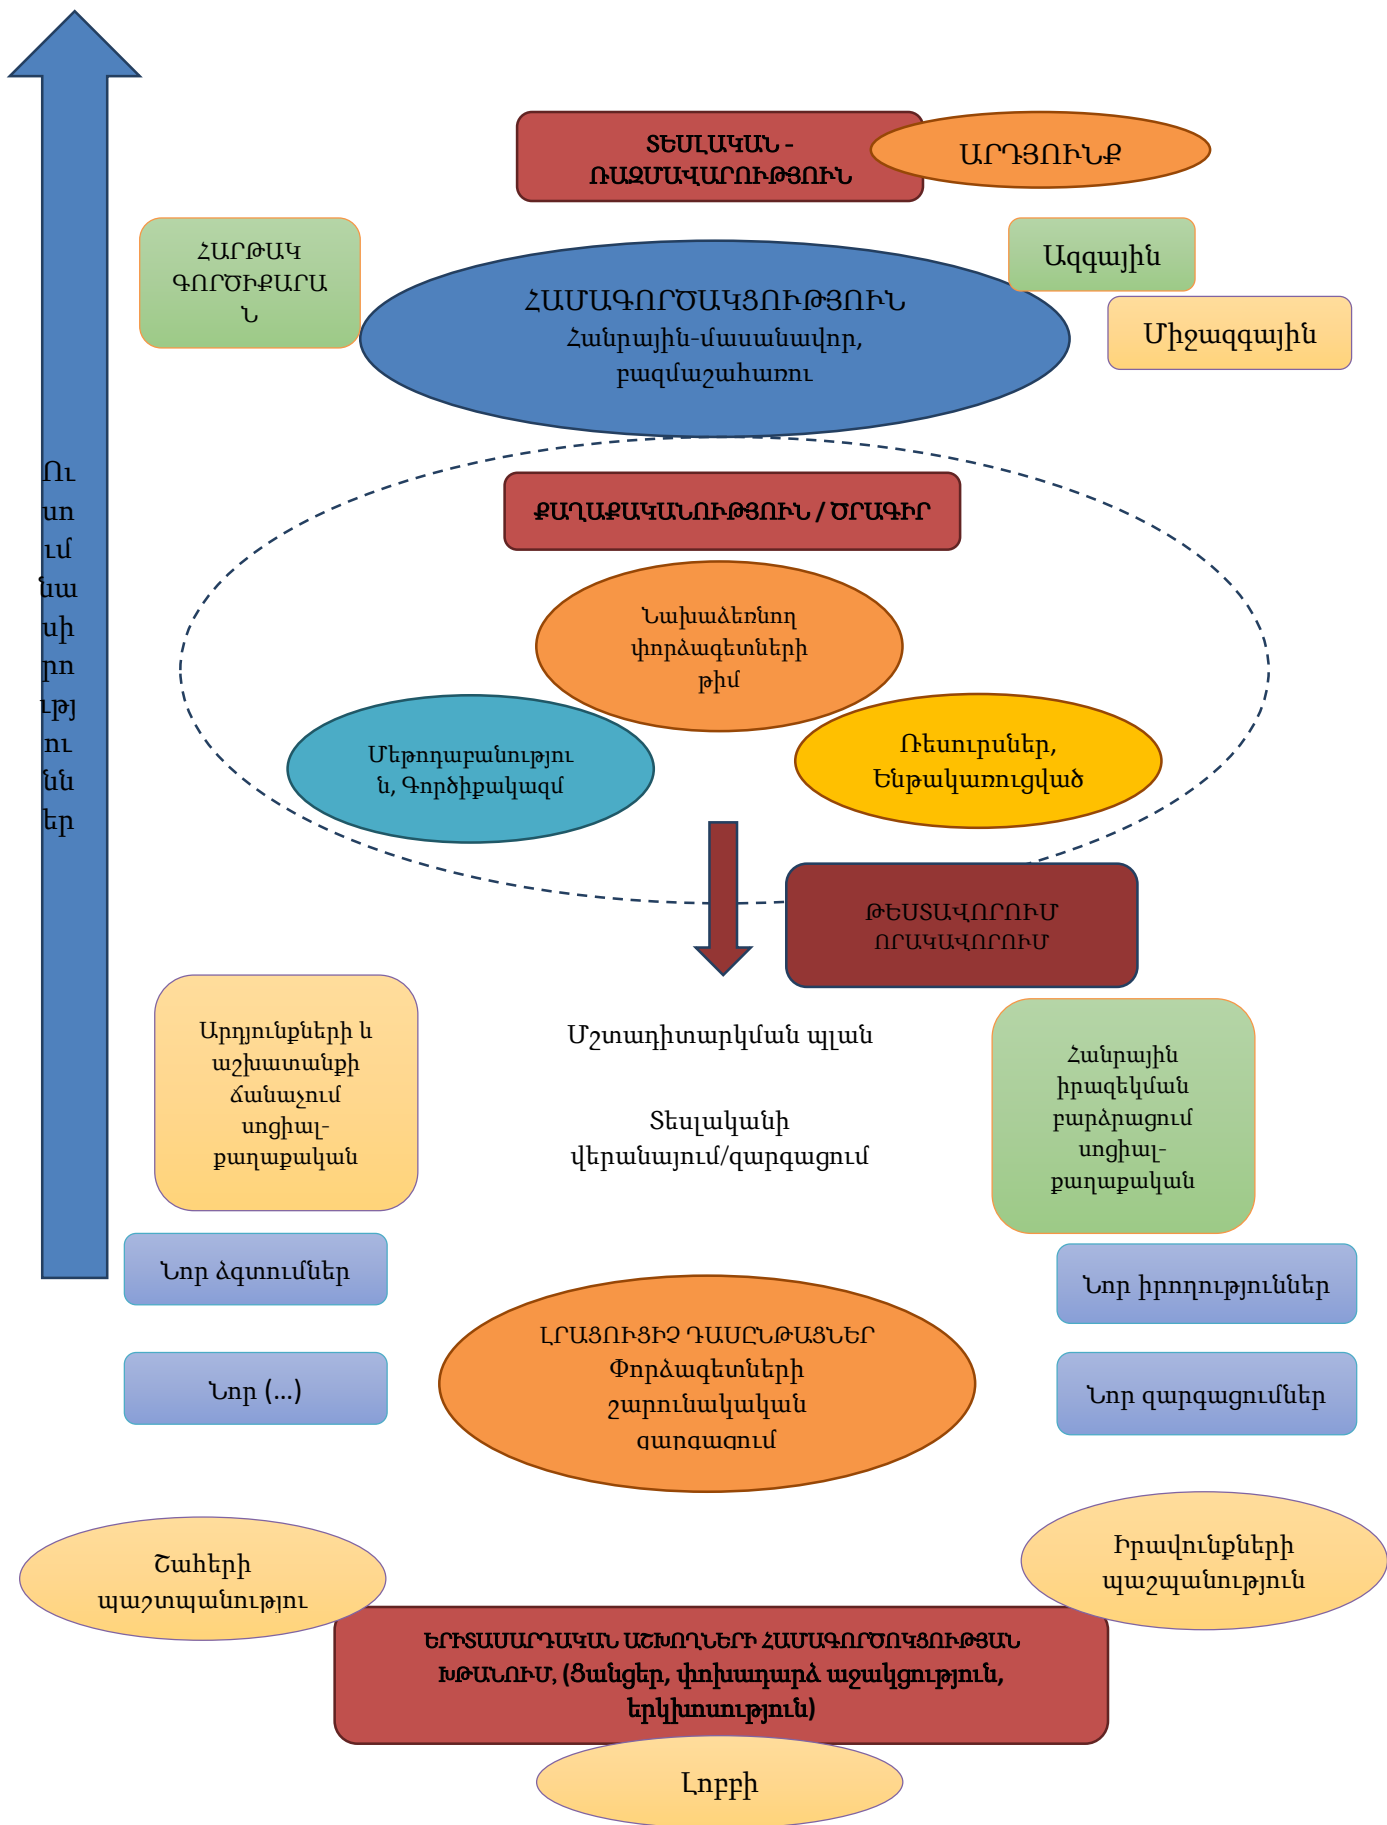 ՏԵՍԼԱԿԱՆ -
ՌԱԶՄԱՎԱՐՈՒԹՅՈՒՆ
ԱՐԴՅՈՒՆՔ
ՀԱՐԹԱԿ
ԳՈՐԾԻՔԱՐԱ
Ն
ՀԱՄԱԳՈՐԾԱԿՑՈՒԹՅՈՒՆ
Հանրային-մասանավոր,
բազմաշահառու
Ազգային
Միջազգային
Ու
սո
ւմ
նա
սի
րո
ւթյ
ու
նն
եր
ՔԱՂԱՔԱԿԱՆՈՒԹՅՈՒՆ / ԾՐԱԳԻՐ
Նախաձեռնող
փորձագետների
թիմ
Մեթոդաբանությու
ն, Գործիքակազմ
Ռեսուրսներ,
Ենթակառուցված
ԹԵՍՏԱՎՈՐՈՒՄ
ՈՐԱԿԱՎՈՐՈՒՄ
Արդյունքների և
աշխատանքի
ճանաչում
սոցիալ-
քաղաքական
Մշտադիտարկման պլան
Տեսլականի
վերանայում/զարգացում
Հանրային
իրազեկման
բարձրացում
սոցիալ-
քաղաքական
Նոր ձգտումներ
Նոր իրողություններ
ԼՐԱՑՈՒՑԻՉ ԴԱՍԸՆԹԱՑՆԵՐ
Փորձագետների
շարունակական
զարգացում
Նոր (...)
Նոր զարգացումներ
Շահերի
պաշտպանությու
Իրավունքների
պաշպանություն
ԵՐԻՏԱՍԱՐԴԱԿԱՆ ԱՇԽՈՂՆԵՐԻ ՀԱՄԱԳՈՐԾՈԿՑՈՒԹՅԱՆ
ԽԹԱՆՈՒՄ, (Ցանցեր, փոխադարձ աջակցություն,
երկխոսություն)
Լոբբի